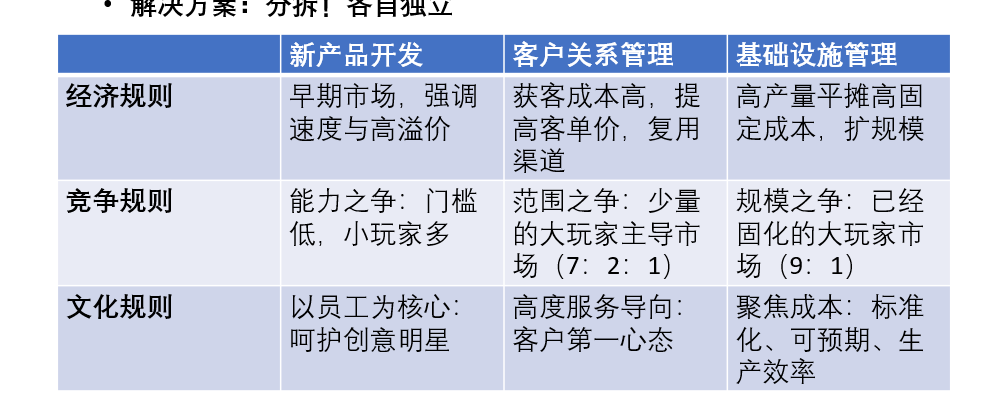 • 解决方案：分拆！各自独立
新产品开发 客户关系管理 基础设施管理
经济规则 早期市场，强调 获客成本高，提 高产量平摊高固
速度与高溢价 高客单价，复用 定成本，扩规模
渠道
竞争规则 能力之争：门槛 范围之争：少量 规模之争：已经
低，小玩家多 的大玩家主导市 固化的大玩家市
场（7：2：1） 场（9：1）
文化规则 以员工为核心： 高度服务导向： 聚焦成本：标准
呵护创意明星 客户第一心态 化、可预期、生
产效率